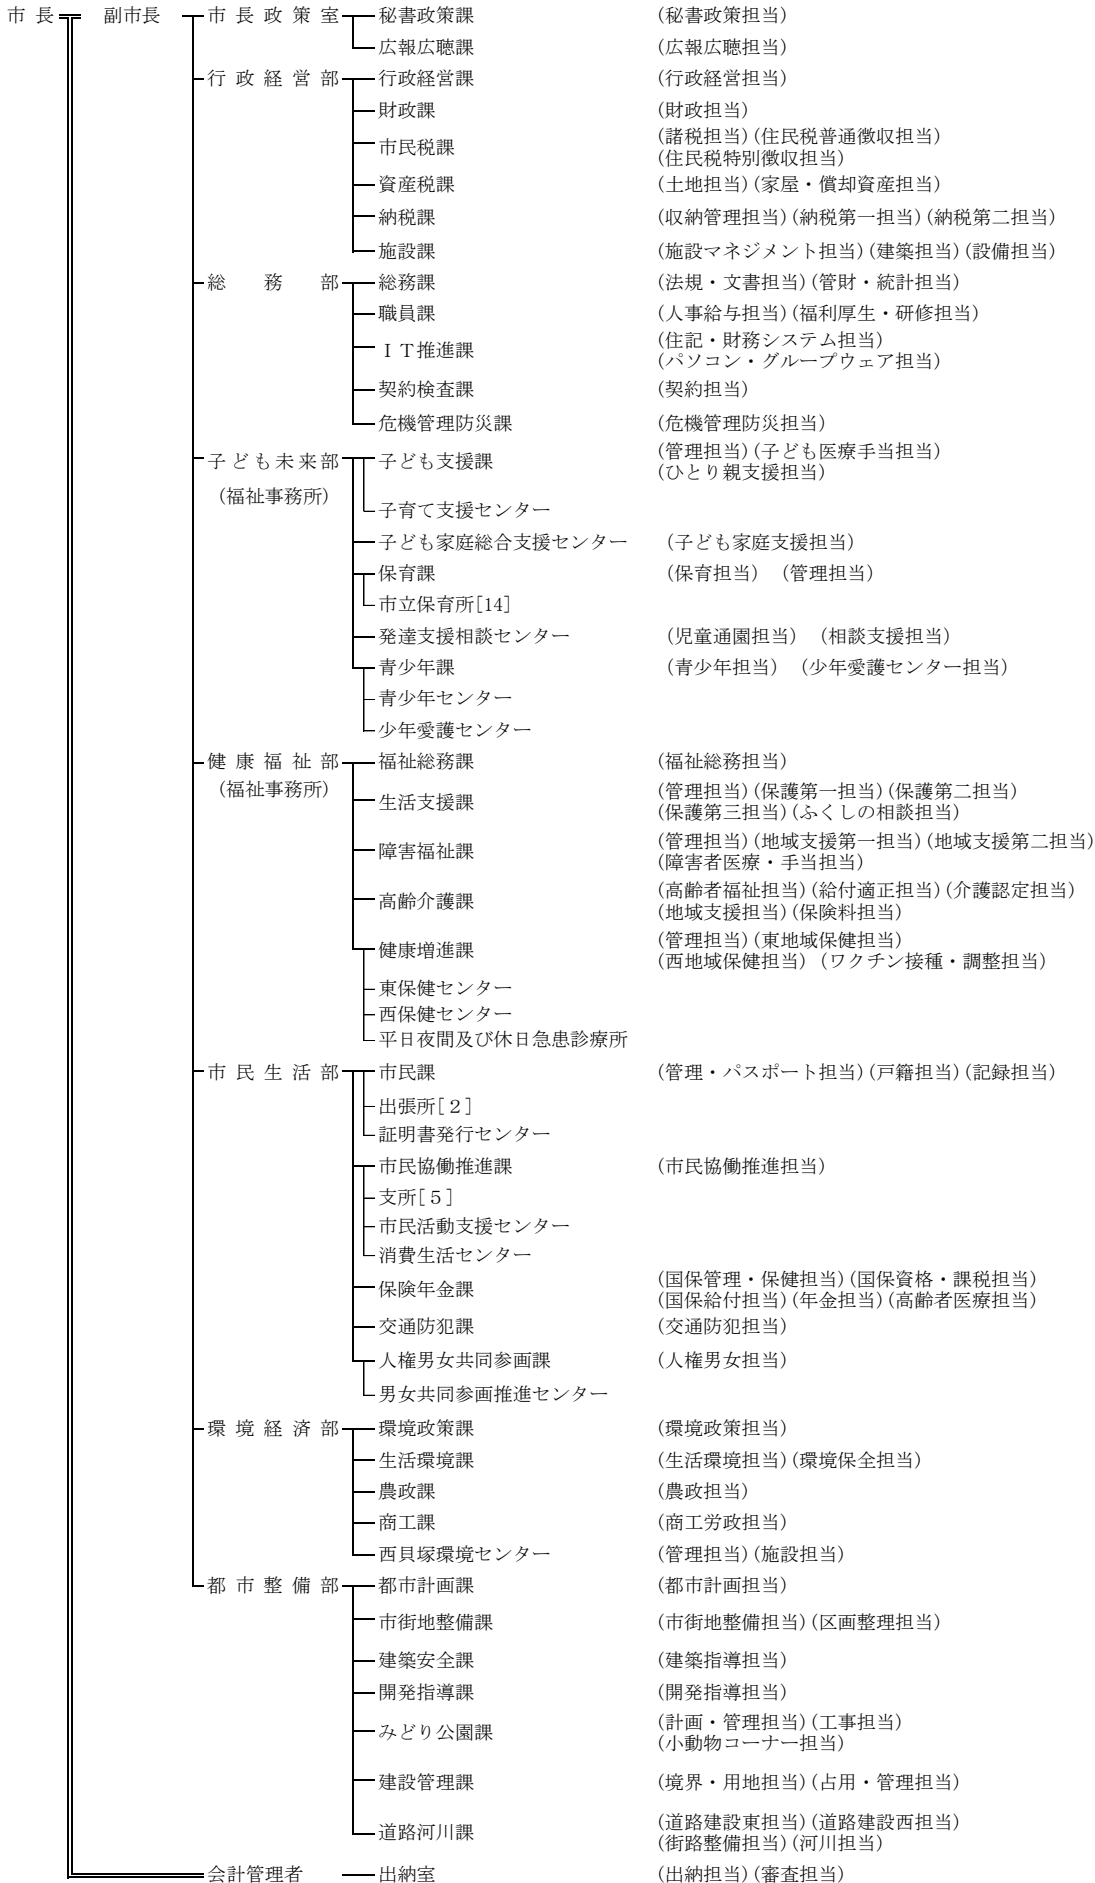 市長 副市長 市長政策室 秘書政策課 (秘書政策担当)
広報広聴課 (広報広聴担当)
行政経営部 行政経営課 (行政経営担当)
財政課 (財政担当)
市民税課 (諸税担当)(住民税普通徴収担当)
(住民税特別徴収担当)
資産税課 (土地担当)(家屋・償却資産担当)
納税課 (収納管理担当)(納税第一担当)(納税第二担当)
施設課 (施設マネジメント担当)(建築担当)(設備担当)
総務部 総務課 (法規・文書担当)(管財・統計担当)
職員課 (人事給与担当)(福利厚生・研修担当)
ＩＴ推進課 (住記・財務システム担当)
(パソコン・グループウェア担当)
契約検査課 (契約担当)
危機管理防災課 (危機管理防災担当)
子ども未来部 子ども支援課 (管理担当)(子ども医療手当担当)
(ひとり親支援担当)
(福祉事務所)
子育て支援センター
子ども家庭総合支援センター (子ども家庭支援担当)
保育課 (保育担当) (管理担当)
市立保育所[14]
発達支援相談センター (児童通園担当) (相談支援担当)
青少年課 (青少年担当) (少年愛護センター担当)
青少年センター
少年愛護センター
健康福祉部 福祉総務課 (福祉総務担当)
(福祉事務所)
生活支援課 (管理担当)(保護第一担当)(保護第二担当)
(保護第三担当)(ふくしの相談担当)
障害福祉課 (管理担当)(地域支援第一担当)(地域支援第二担当)
(障害者医療・手当担当)
高齢介護課 (高齢者福祉担当)(給付適正担当)(介護認定担当)
(地域支援担当)(保険料担当)
健康増進課 (管理担当)(東地域保健担当)
(西地域保健担当) (ワクチン接種・調整担当)
東保健センター
西保健センター
平日夜間及び休日急患診療所
市民生活部 市民課 (管理・パスポート担当)(戸籍担当)(記録担当)
出張所[２]
証明書発行センター
市民協働推進課 (市民協働推進担当)
支所[５]
市民活動支援センター
消費生活センター
保険年金課 (国保管理・保健担当)(国保資格・課税担当)
(国保給付担当)(年金担当)(高齢者医療担当)
交通防犯課 (交通防犯担当)
人権男女共同参画課 (人権男女担当)
男女共同参画推進センター
環境経済部 環境政策課 (環境政策担当)
生活環境課 (生活環境担当)(環境保全担当)
農政課 (農政担当)
商工課 (商工労政担当)
西貝塚環境センター (管理担当)(施設担当)
都市整備部 都市計画課 (都市計画担当)
市街地整備課 (市街地整備担当)(区画整理担当)
建築安全課 (建築指導担当)
開発指導課 (開発指導担当)
みどり公園課 (計画・管理担当)(工事担当)
(小動物コーナー担当)
建設管理課 (境界・用地担当)(占用・管理担当)
道路河川課 (道路建設東担当)(道路建設西担当)
(街路整備担当)(河川担当)
会計管理者 出納室 (出納担当)(審査担当)